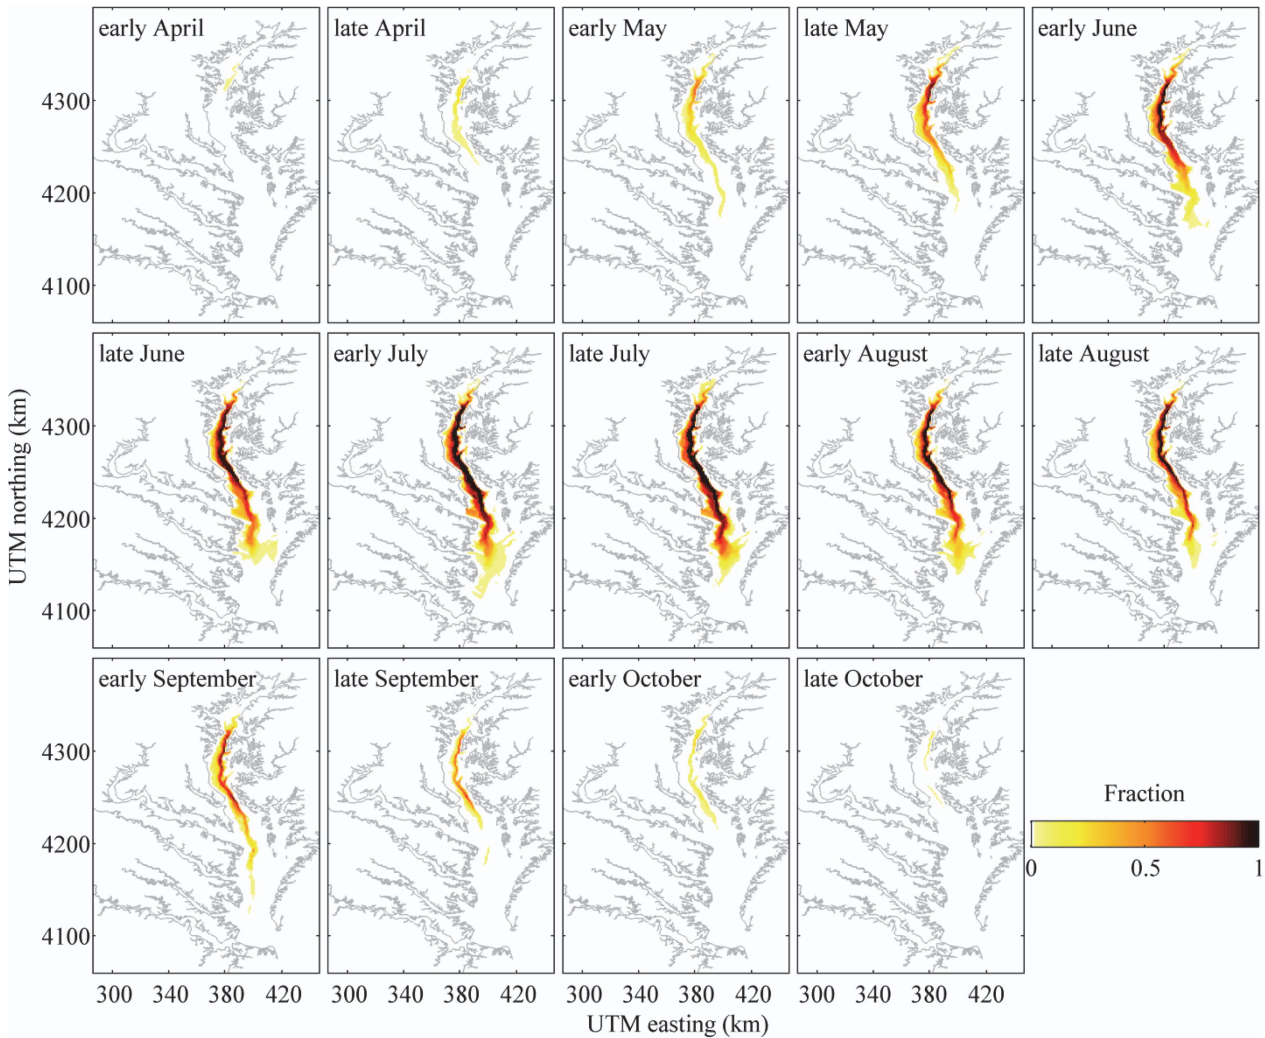 early April
late April
early May
late May
early June
4300
4200
4100
late June
early July
late July
early August
late August
4300
4200
4100
UTM northing (km)
early September
late September
early October
late October
4300
4200
4100
Fraction
0 0.5 1
300 340 380 420 300 340 380 420 300 340 380 420 300 340 380 420
UTM easting (km)